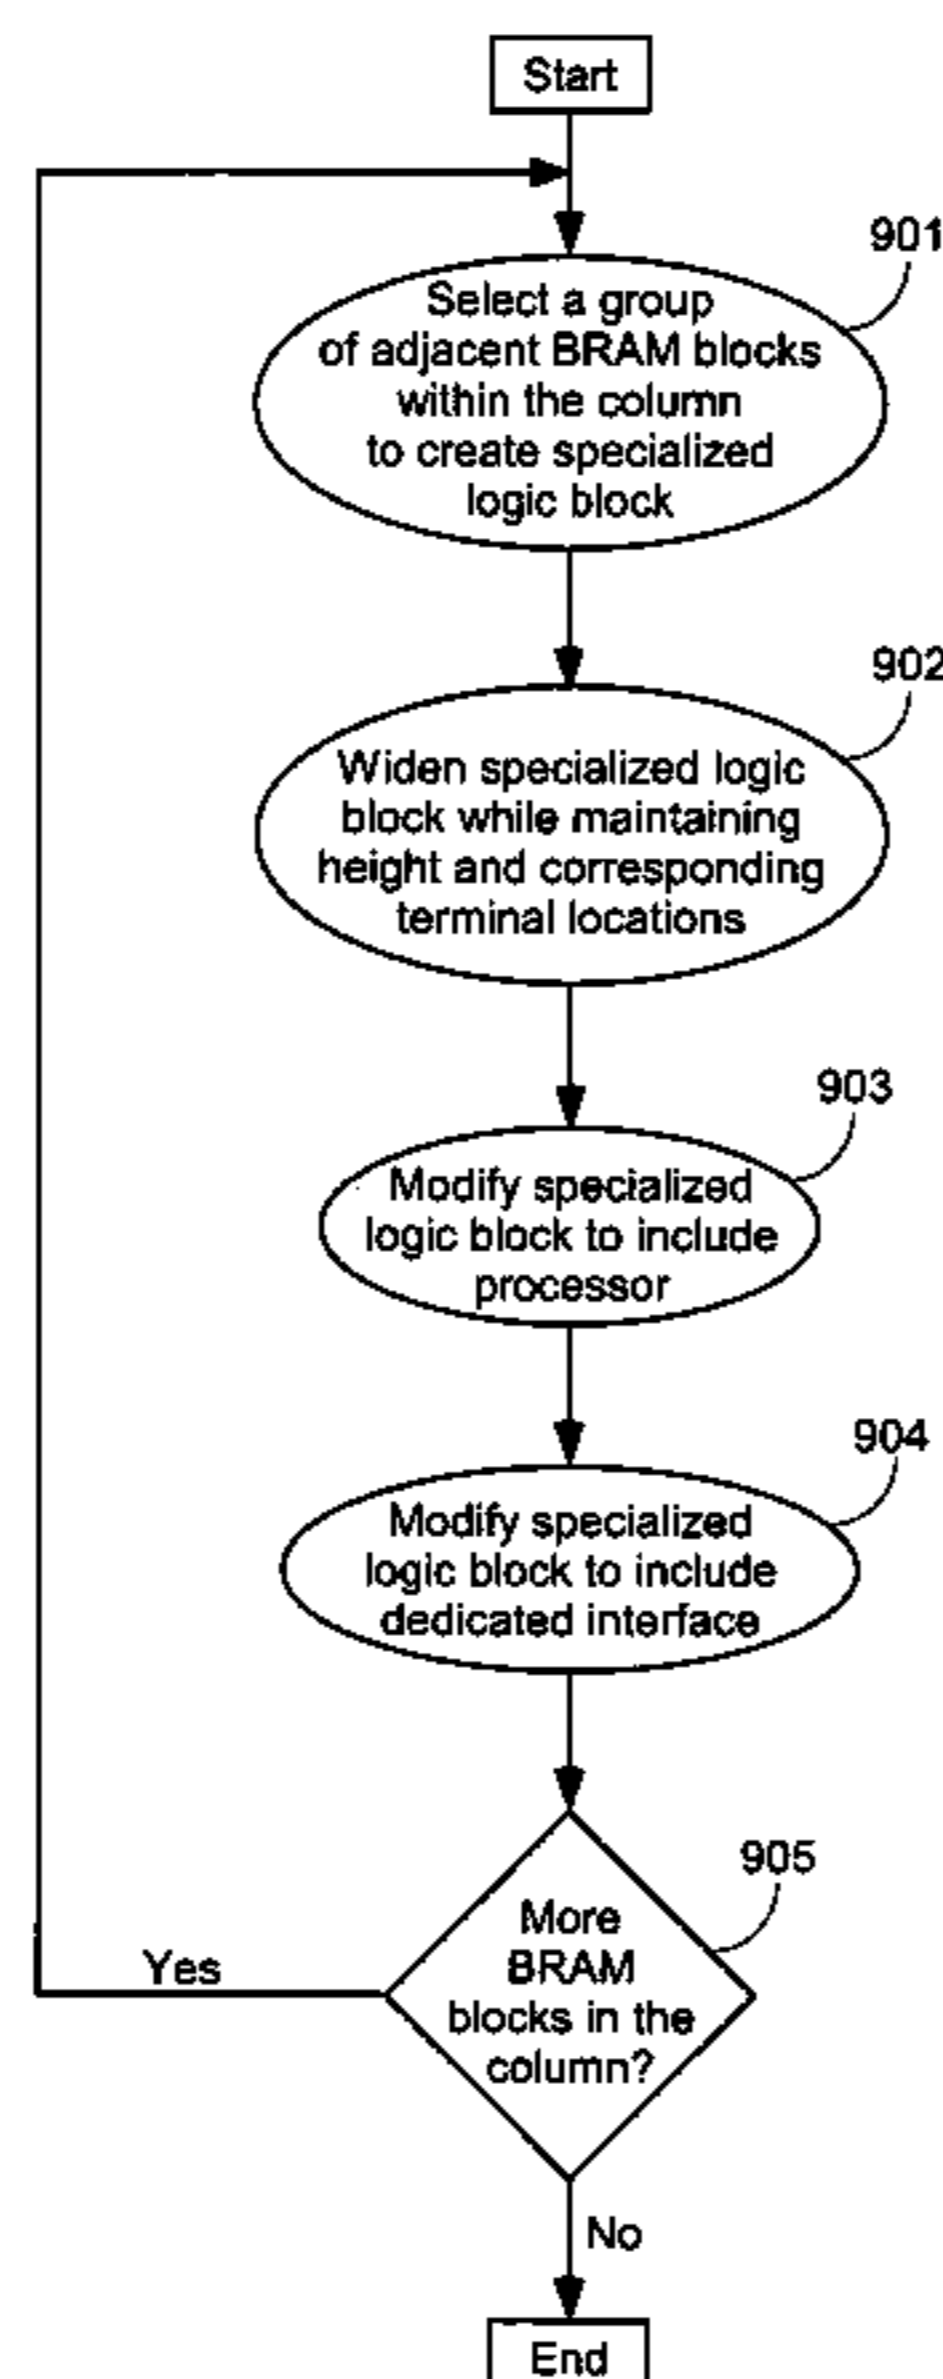 Start
901
Select a group
of adjacent BRAM blocks
within the column
to create specialized
logic block
902
Widen specialized logic
block while maintaining
height and corresponding
terminal locations
903
Modify specialized
logic block to include
processor
904
Modify specialized
logic block to include
dedicated interface
905
More
BRAM
blocks in the
column?
Yes
No
End